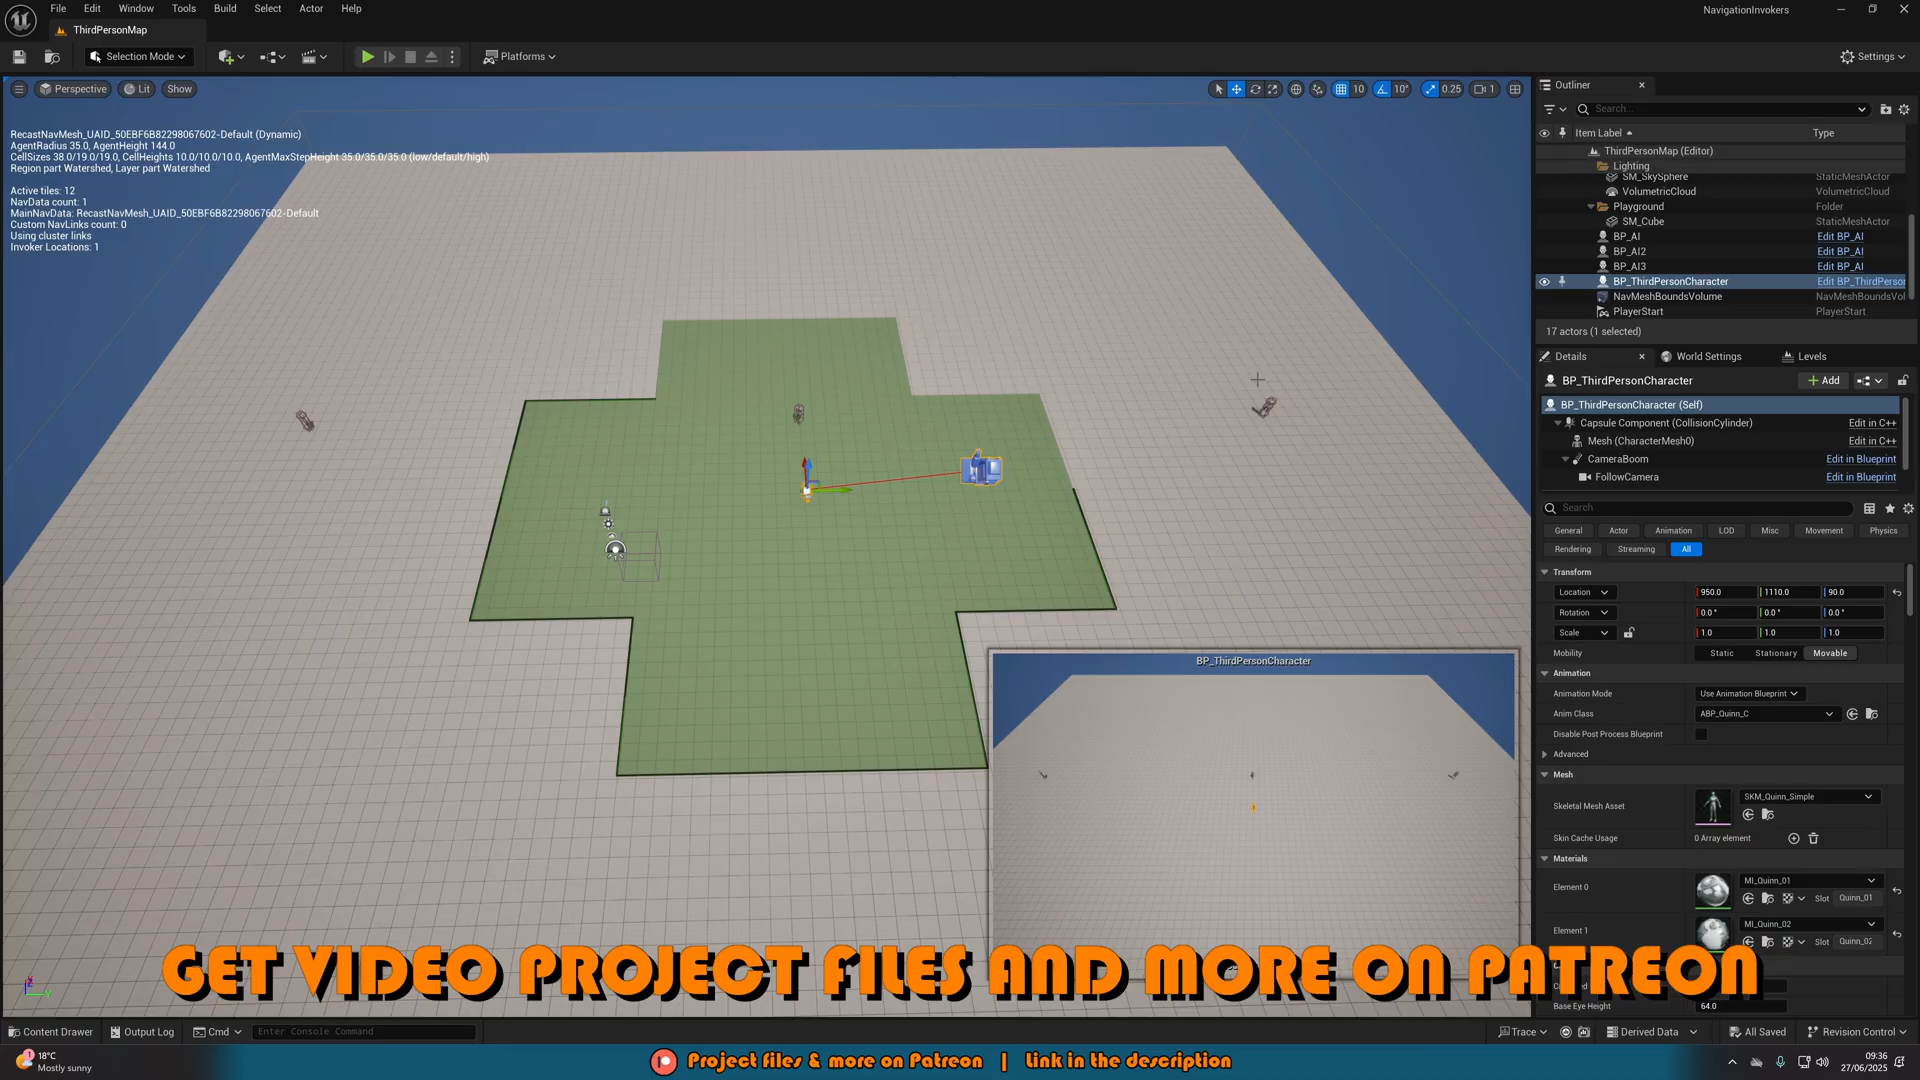 File Edit Window Tools Build Select Actor Help
NavigationInvokers
ThirdPersonMap
Selection Mode
Platforms
Settings
Perspective
Lit
Show
10
10°
0.25
1
RecastNavMesh_UAID_50EBF6B82298067602-Default (Dynamic)
AgentRadius 35.0, AgentHeight 144.0
CellSizes 38.0/19.0/19.0, CellHeights 10.0/10.0/10.0, AgentMaxStepHeight 35.0/35.0/35.0 (low/default/high)
Region part Watershed, Layer part Watershed
Active tiles: 12
NavData count: 1
MainNavData: RecastNavMesh_UAID_50EBF6B82298067602-Default
Custom NavLinks count: 0
Using cluster links
Invoker Locations: 1
Outliner
Search...
Item Label Type
ThirdPersonMap (Editor)
Lighting
SM_SkySphere StaticMeshActor
VolumetricCloud VolumetricCloud
Playground Folder
SM_Cube StaticMeshActor
BP_AI Edit BP_AI
BP_AI2 Edit BP_AI
BP_AI3 Edit BP_AI
BP_ThirdPersonCharacter Edit BP_ThirdPerson
NavMeshBoundsVolume NavMeshBoundsVol
PlayerStart PlayerStart
17 actors (1 selected)
Details World Settings Levels
BP_ThirdPersonCharacter
Add
BP_ThirdPersonCharacter (Self)
Capsule Component (CollisionCylinder) Edit in C++
Mesh (CharacterMesh0) Edit in C++
CameraBoom Edit in Blueprint
FollowCamera Edit in Blueprint
Search
General Actor Animation LOD Misc Movement Physics
Rendering Streaming All
Transform
Location 950.0 1110.0 90.0
Rotation 0.0° 0.0° 0.0°
Scale 1.0 1.0 1.0
Mobility Static Stationary Movable
Animation
Animation Mode Use Animation Blueprint
Anim Class ABP_Quinn_C
Disable Post Process Blueprint
Advanced
Mesh
Skeletal Mesh Asset SKM_Quinn_Simple
Skin Cache Usage 0 Array element
Materials
Element 0 MI_Quinn_01
Slot Quinn_01
Element 1 MI_Quinn_02
Slot Quinn_02
Base Eye Height 64.0
BP_ThirdPersonCharacter
GET VIDEO PROJECT FILES AND MORE ON PATREON
Content Drawer
Output Log
Cmd
Enter Console Command
Trace
Derived Data
All Saved
Revision Control
1
18°C
Mostly sunny
Project files & more on Patreon | Link in the description
09:36
27/06/2025